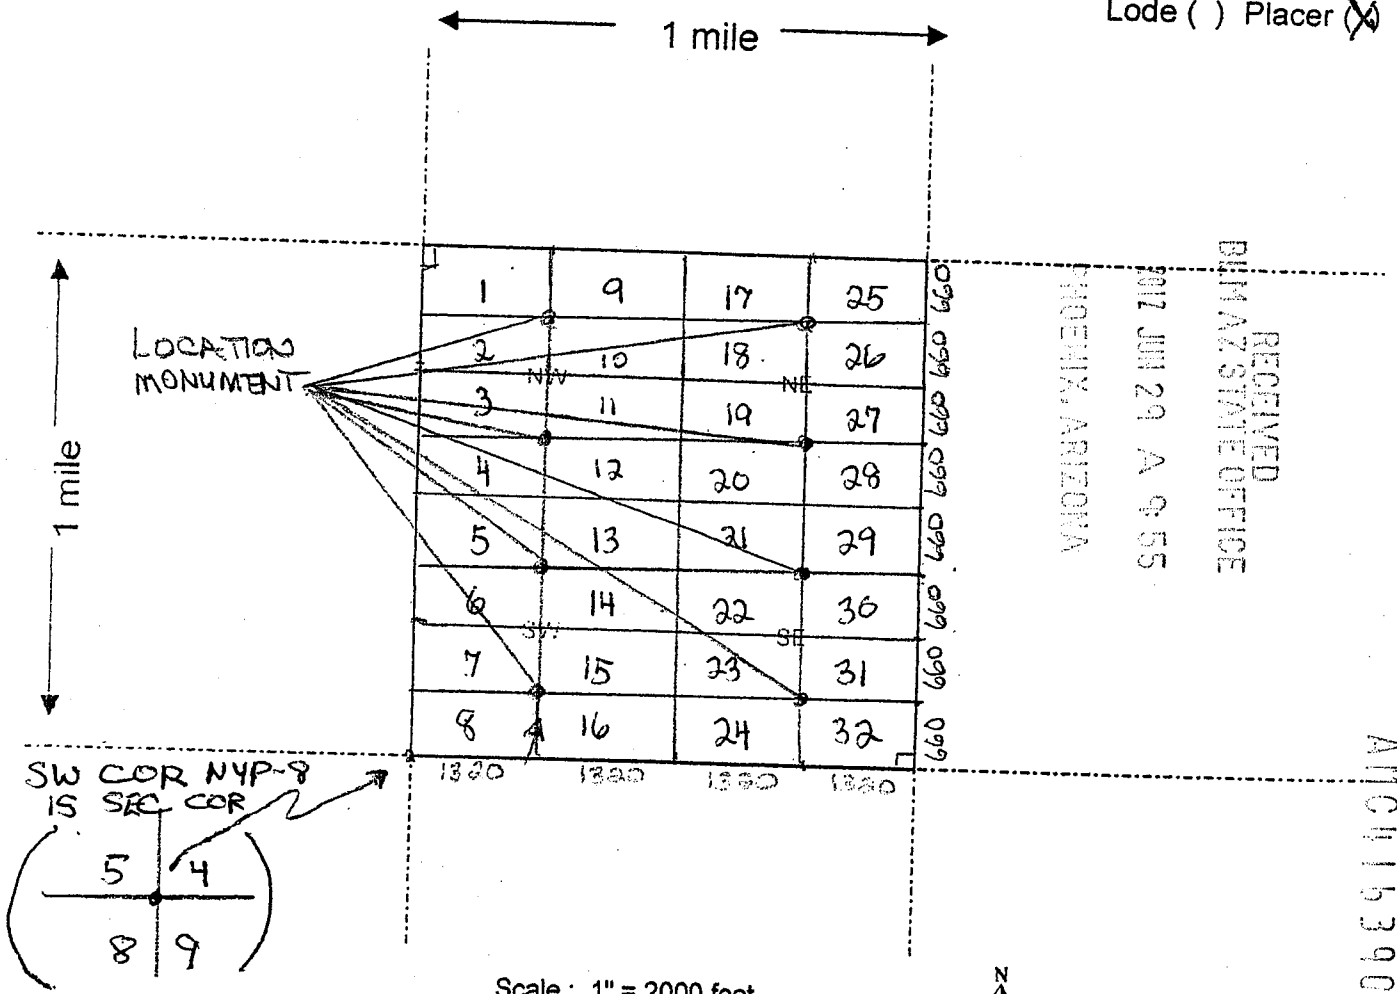 Lode ( ) Placer (X)
1 mile
1 9 17 25 660
2 10 18 26 660
NW NE
3 11 19 27 660
4 12 20 28 660
5 13 21 29 660
6 14 22 30 660
SW SE
7 15 23 31 660
8 16 24 32 660
1320 1320 1320 1320
LOCATION
MONUMENT
1 mile
SW COR NYP-8
IS SEC COR
5 4
8 9
Scale : 1" = 2000 feet
N
RECEIVED
BLM AZ STATE OFFICE
2012 JUN 29 A 9:55
PHOENIX, ARIZONA